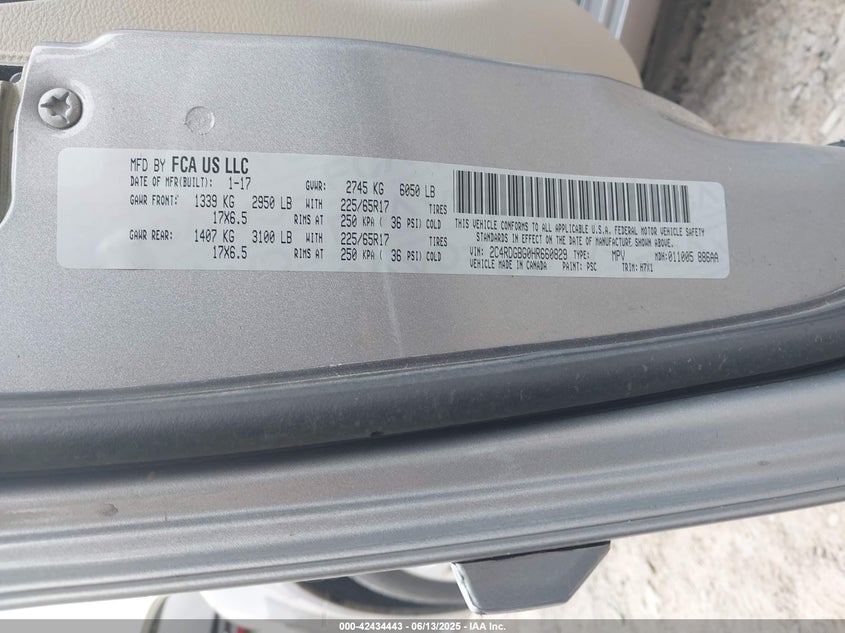 MFD BY FCA US LLC
DATE OF MFR(BUILT): 1-17 GVWR: 2745 KG 6050 LB
GAWR FRONT: 1339 KG 2950 LB WITH 225/65R17 TIRES
17X6.5 RIMS AT 250 KPA ( 36 PSI) COLD
GAWR REAR: 1407 KG 3100 LB WITH 225/65R17 TIRES
17X6.5 RIMS AT 250 KPA ( 36 PSI) COLD
THIS VEHICLE CONFORMS TO ALL APPLICABLE U.S.A. FEDERAL MOTOR VEHICLE SAFETY
STANDARDS IN EFFECT ON THE DATE OF MANUFACTURE SHOWN ABOVE.
VIN: 2C4RDGBG0HR660829 TYPE: MPV MDH:011005 886AA
VEHICLE MADE IN CANADA PAINT: PSC TRIM: H7X1
000-42434443 - 06/13/2025 - IAA Inc.